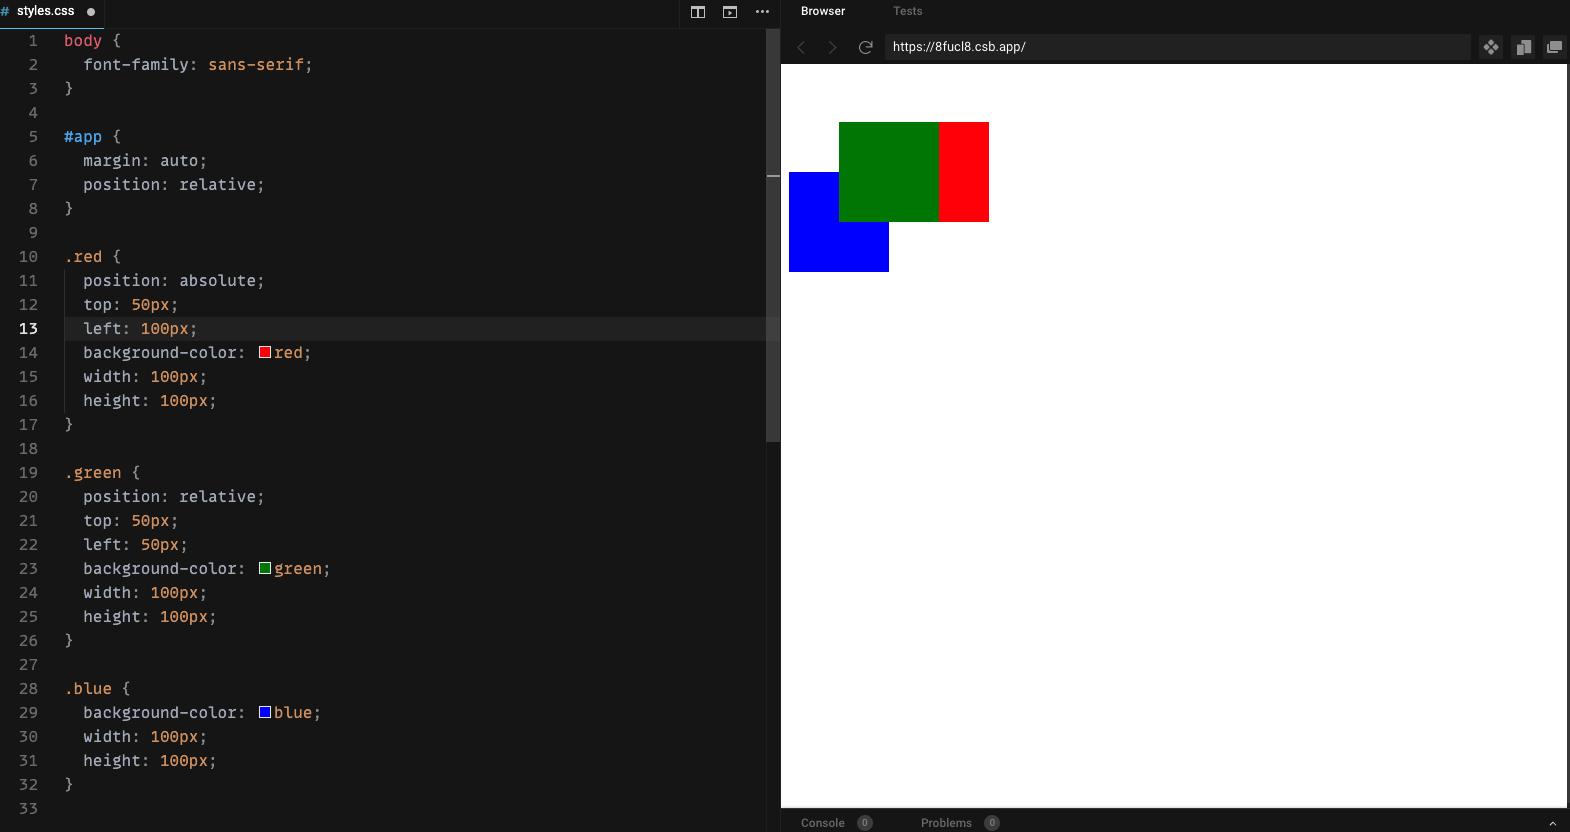 # styles.css
1 body {
2 font-family: sans-serif;
3 }
4
5 #app {
6 margin: auto;
7 position: relative;
8 }
9
10 .red {
11 position: absolute;
12 top: 50px;
13 left: 100px;
14 background-color: red;
15 width: 100px;
16 height: 100px;
17 }
18
19 .green {
20 position: relative;
21 top: 50px;
22 left: 50px;
23 background-color: green;
24 width: 100px;
25 height: 100px;
26 }
27
28 .blue {
29 background-color: blue;
30 width: 100px;
31 height: 100px;
32 }
33
Browser Tests
https://8fucl8.csb.app/
Console 0 Problems 0